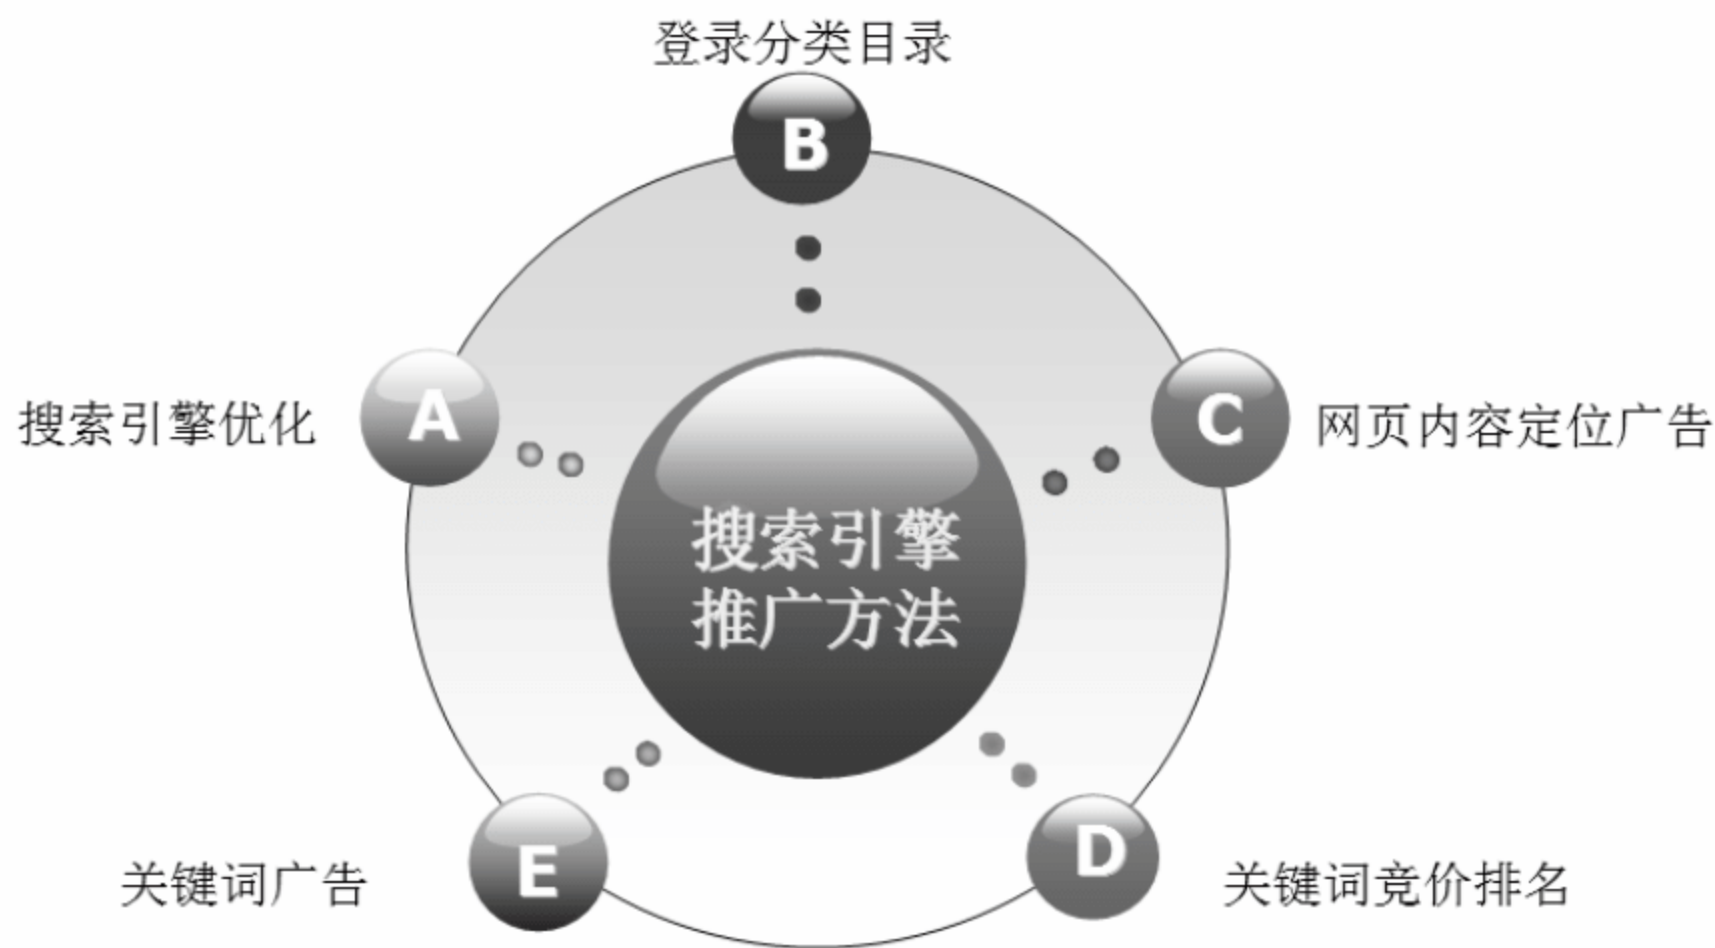 登录分类目录
B
A
搜索引擎优化
C
网页内容定位广告
搜索引擎
推广方法
E
关键词广告
D
关键词竞价排名